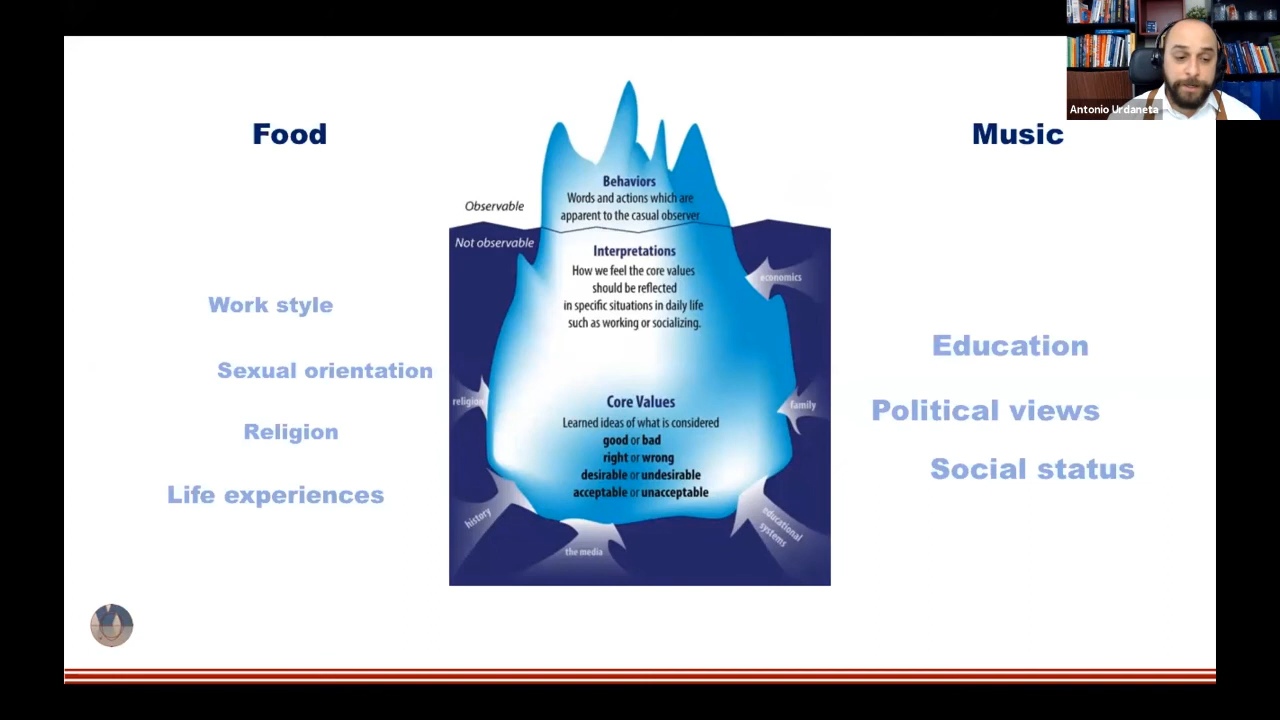 Antonio Urdaneta
Food
Music
Behaviors
Words and actions which are
apparent to the casual observer
Observable
Not observable
Interpretations
How we feel the core values
should be reflected
in specific situations in daily life
such as working or socializing.
economics
Work style
Sexual orientation
Religion
Life experiences
Education
Political views
Social status
religion
family
Core Values
Learned ideas of what is considered
good or bad
right or wrong
desirable or undesirable
acceptable or unacceptable
history
the media
educational
systems